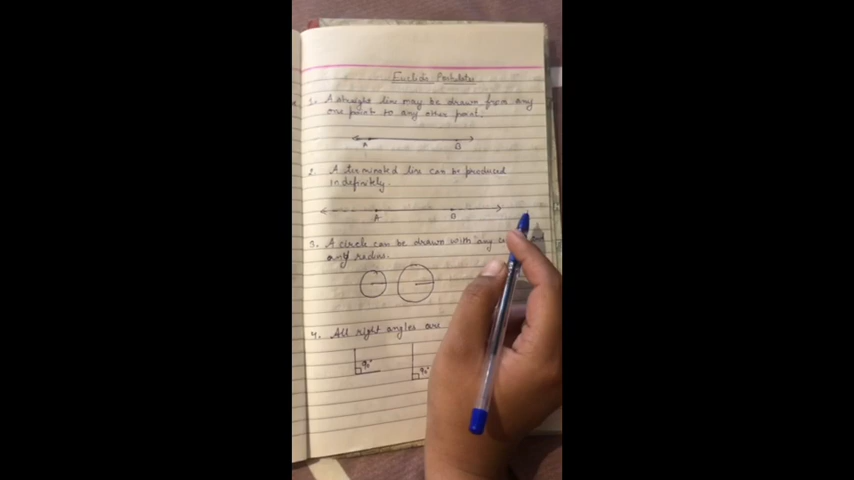 Euclid's Postulates
1. A straight line may be drawn from any
one point to any other point.
A B
2. A terminated line can be produced
indefinitely.
A B
3. A circle can be drawn with any
any radius.
4. All right angles are
90° 90°